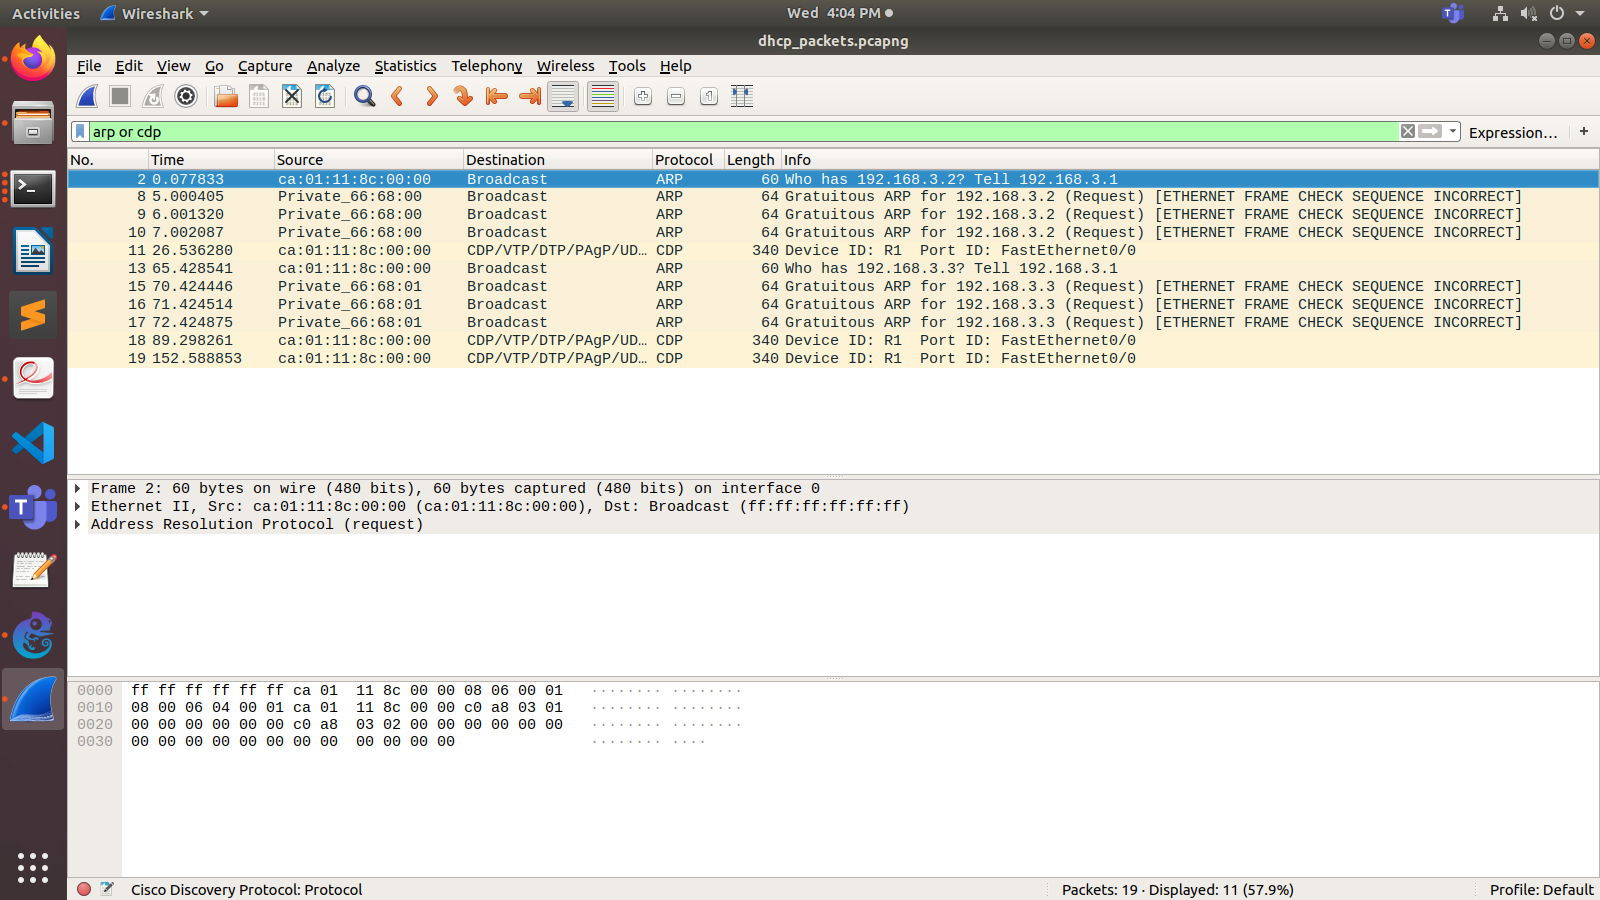 Activities Wireshark Wed 4:04 PM
dhcp_packets.pcapng
File Edit View Go Capture Analyze Statistics Telephony Wireless Tools Help
arp or cdp Expression… +
No. Time Source Destination Protocol Length Info
2 0.077833 ca:01:11:8c:00:00 Broadcast ARP 60 Who has 192.168.3.2? Tell 192.168.3.1
8 5.000405 Private_66:68:00 Broadcast ARP 64 Gratuitous ARP for 192.168.3.2 (Request) [ETHERNET FRAME CHECK SEQUENCE INCORRECT]
9 6.001320 Private_66:68:00 Broadcast ARP 64 Gratuitous ARP for 192.168.3.2 (Request) [ETHERNET FRAME CHECK SEQUENCE INCORRECT]
10 7.002087 Private_66:68:00 Broadcast ARP 64 Gratuitous ARP for 192.168.3.2 (Request) [ETHERNET FRAME CHECK SEQUENCE INCORRECT]
11 26.536280 ca:01:11:8c:00:00 CDP/VTP/DTP/PAgP/UD… CDP 340 Device ID: R1 Port ID: FastEthernet0/0
13 65.428541 ca:01:11:8c:00:00 Broadcast ARP 60 Who has 192.168.3.3? Tell 192.168.3.1
15 70.424446 Private_66:68:01 Broadcast ARP 64 Gratuitous ARP for 192.168.3.3 (Request) [ETHERNET FRAME CHECK SEQUENCE INCORRECT]
16 71.424514 Private_66:68:01 Broadcast ARP 64 Gratuitous ARP for 192.168.3.3 (Request) [ETHERNET FRAME CHECK SEQUENCE INCORRECT]
17 72.424875 Private_66:68:01 Broadcast ARP 64 Gratuitous ARP for 192.168.3.3 (Request) [ETHERNET FRAME CHECK SEQUENCE INCORRECT]
18 89.298261 ca:01:11:8c:00:00 CDP/VTP/DTP/PAgP/UD… CDP 340 Device ID: R1 Port ID: FastEthernet0/0
19 152.588853 ca:01:11:8c:00:00 CDP/VTP/DTP/PAgP/UD… CDP 340 Device ID: R1 Port ID: FastEthernet0/0
Frame 2: 60 bytes on wire (480 bits), 60 bytes captured (480 bits) on interface 0
Ethernet II, Src: ca:01:11:8c:00:00 (ca:01:11:8c:00:00), Dst: Broadcast (ff:ff:ff:ff:ff:ff)
Address Resolution Protocol (request)
0000 ff ff ff ff ff ff ca 01 11 8c 00 00 08 06 00 01 ········ ········
0010 08 00 06 04 00 01 ca 01 11 8c 00 00 c0 a8 03 01 ········ ········
0020 00 00 00 00 00 00 c0 a8 03 02 00 00 00 00 00 00 ········ ········
0030 00 00 00 00 00 00 00 00 00 00 00 00 ········ ····
Cisco Discovery Protocol: Protocol Packets: 19 · Displayed: 11 (57.9%) Profile: Default